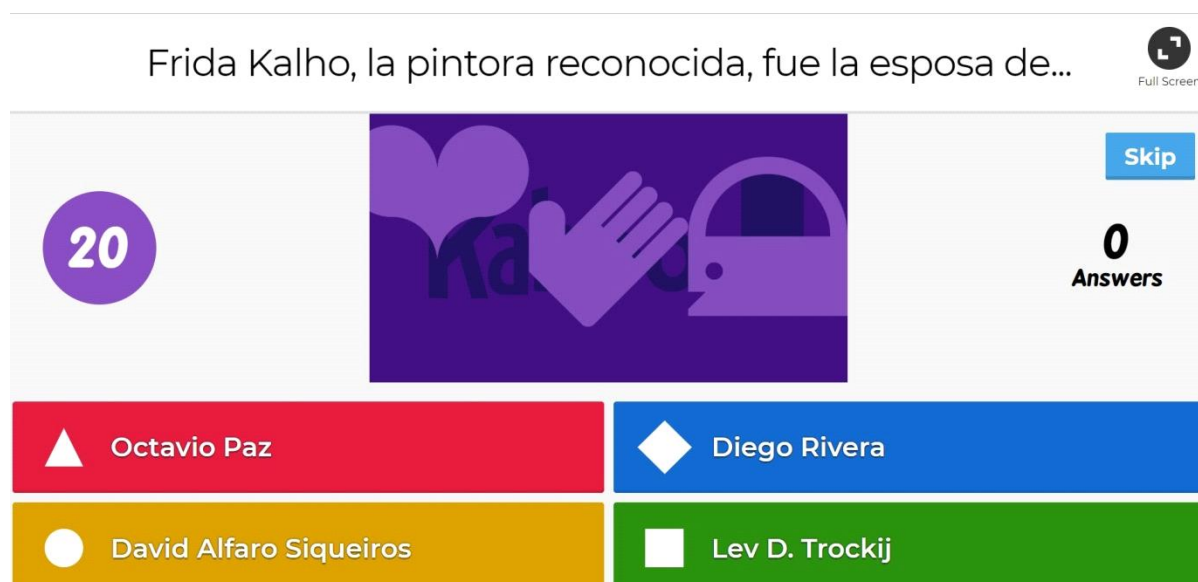 Frida Kalho, la pintora reconocida, fue la esposa de...
Full Screen
Skip
20
0
Answers
Octavio Paz
Diego Rivera
David Alfaro Siqueiros
Lev D. Trockij